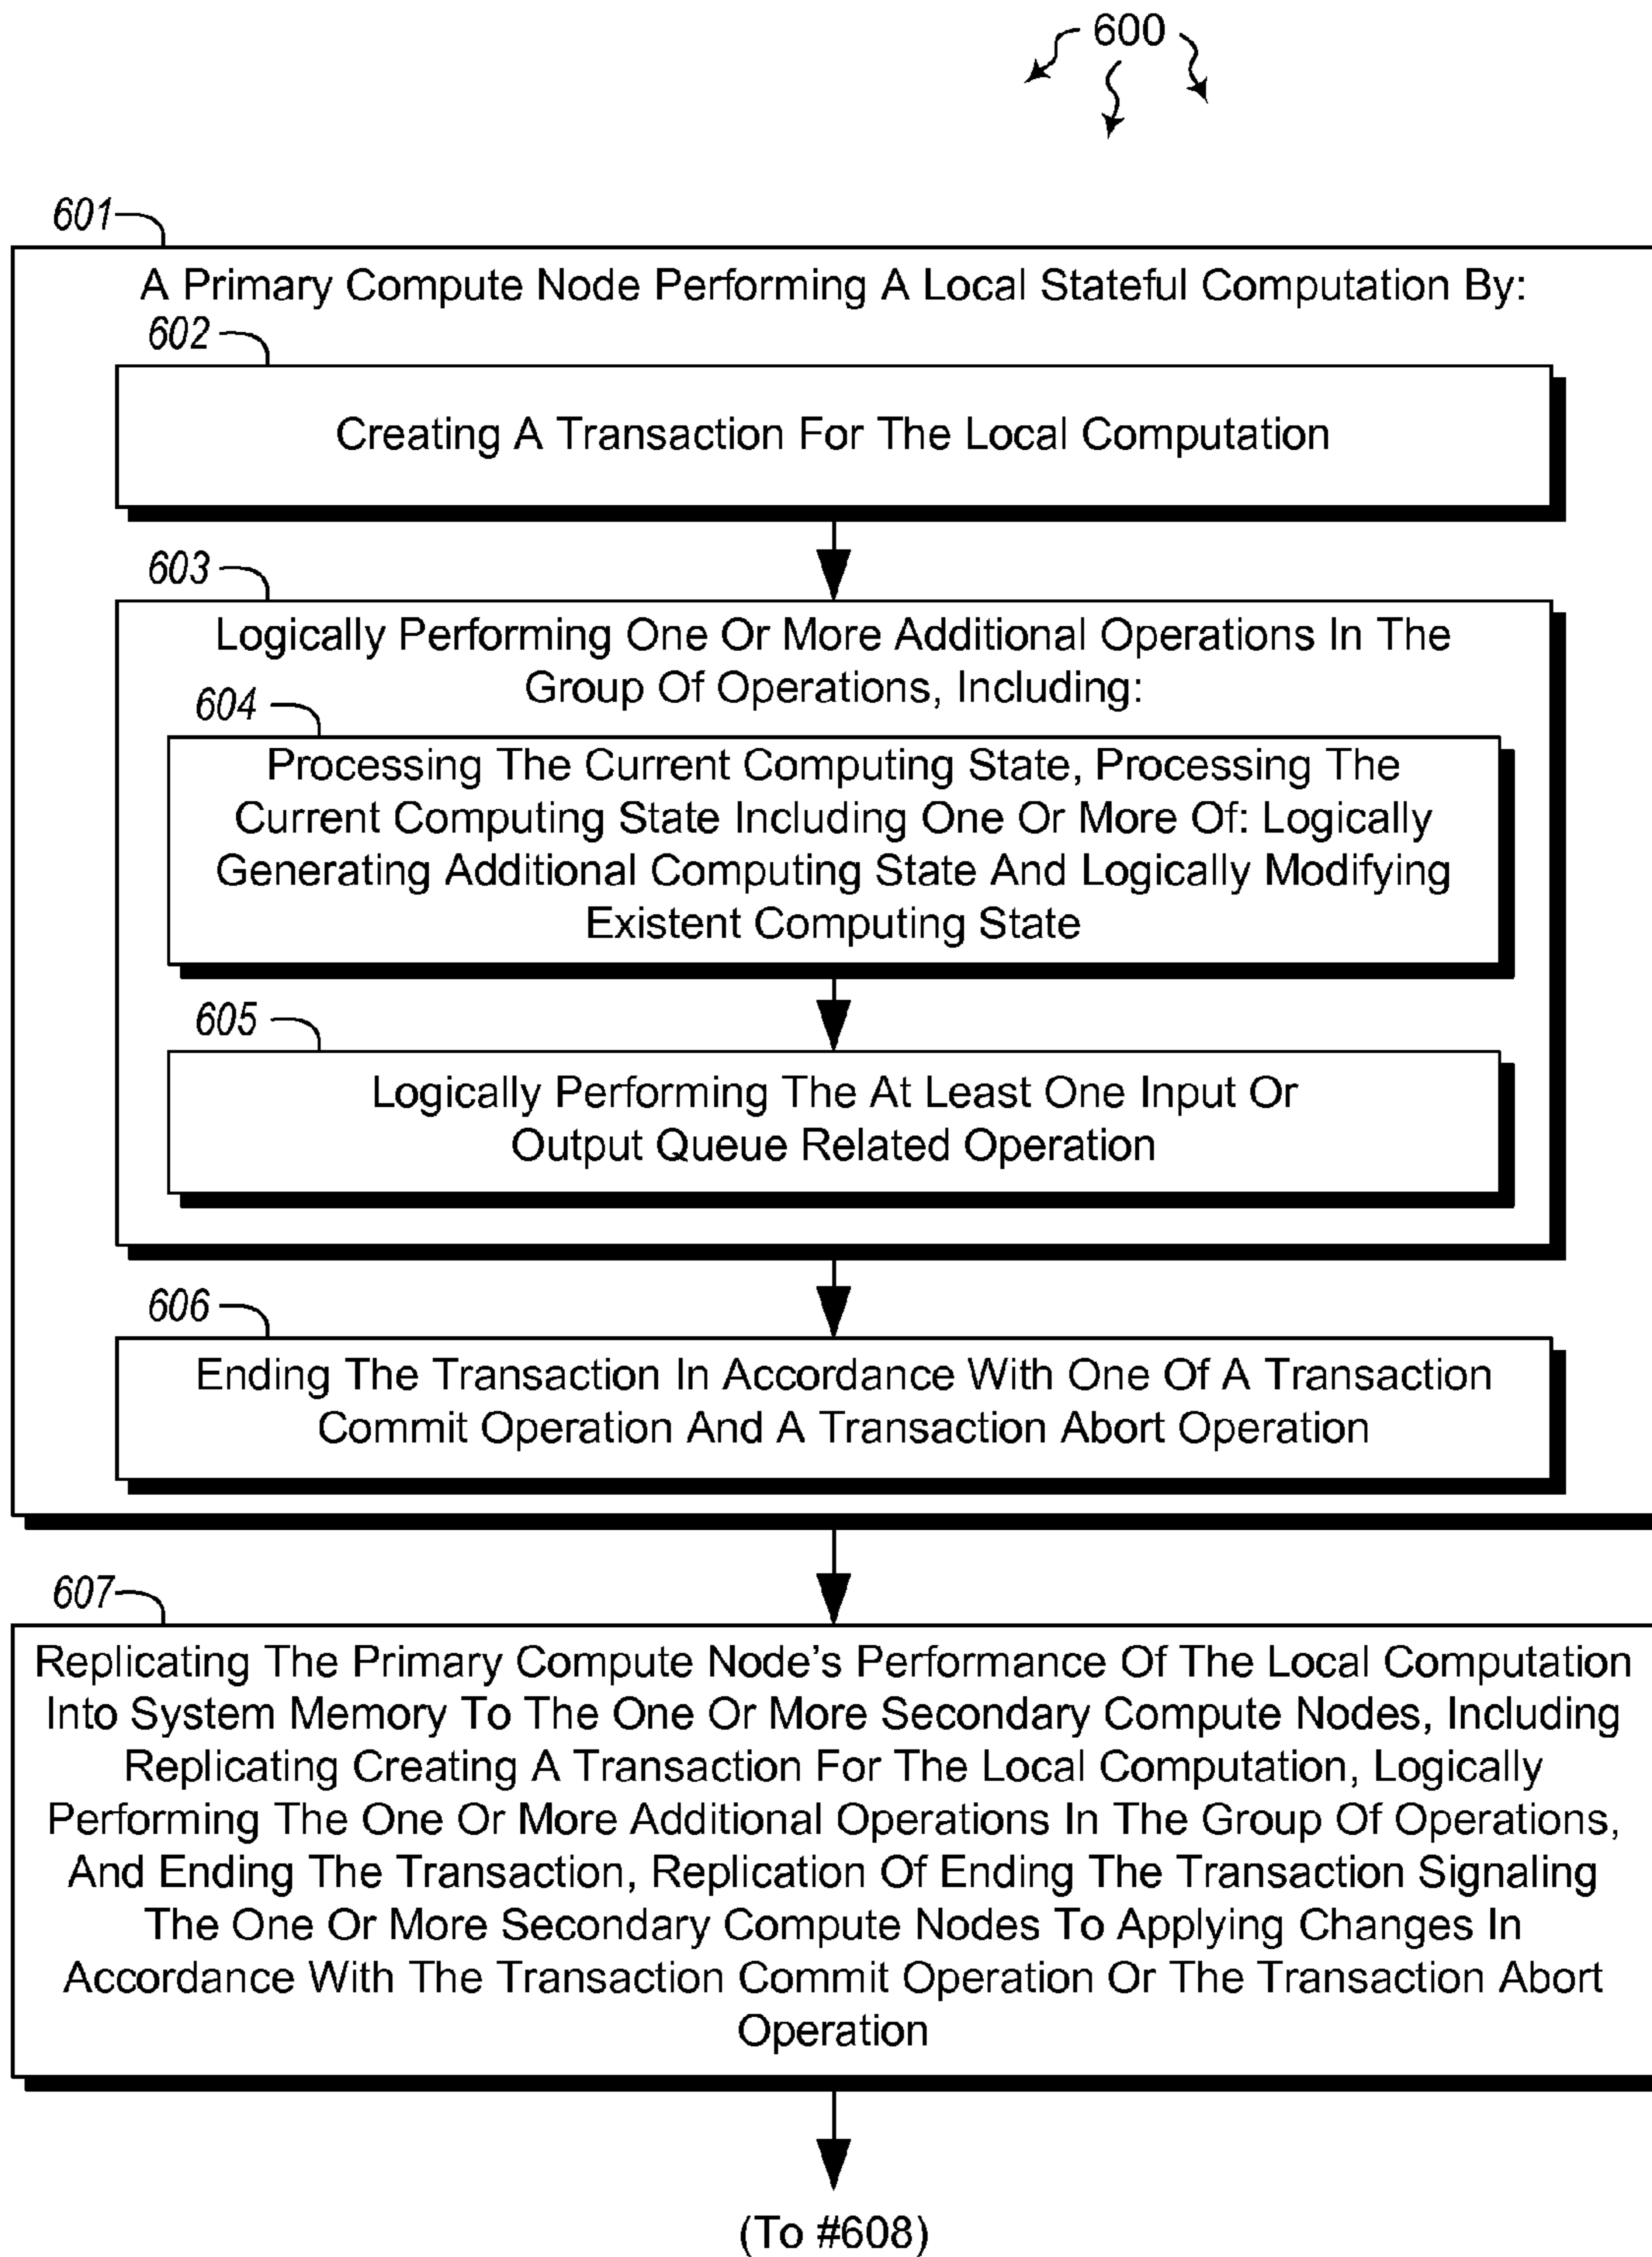 600
601
A Primary Compute Node Performing A Local Stateful Computation By:
602
Creating A Transaction For The Local Computation
603
Logically Performing One Or More Additional Operations In The
Group Of Operations, Including:
604
Processing The Current Computing State, Processing The
Current Computing State Including One Or More Of: Logically
Generating Additional Computing State And Logically Modifying
Existent Computing State
605
Logically Performing The At Least One Input Or
Output Queue Related Operation
606
Ending The Transaction In Accordance With One Of A Transaction
Commit Operation And A Transaction Abort Operation
607
Replicating The Primary Compute Node's Performance Of The Local Computation
Into System Memory To The One Or More Secondary Compute Nodes, Including
Replicating Creating A Transaction For The Local Computation, Logically
Performing The One Or More Additional Operations In The Group Of Operations,
And Ending The Transaction, Replication Of Ending The Transaction Signaling
The One Or More Secondary Compute Nodes To Applying Changes In
Accordance With The Transaction Commit Operation Or The Transaction Abort
Operation
(To #608)